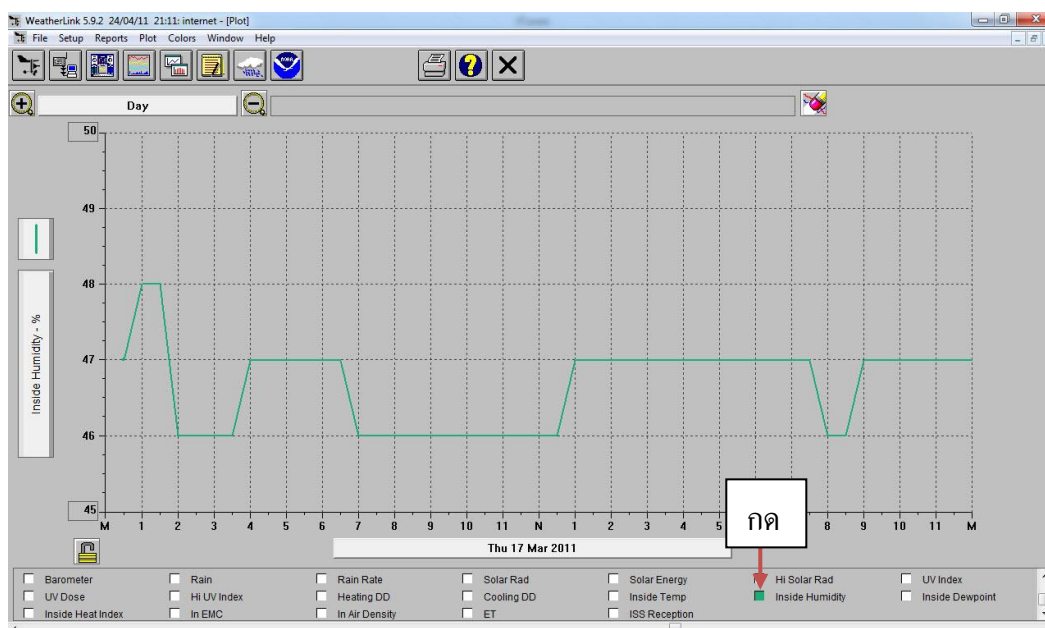 WeatherLink 5.9.2 24/04/11 21:11: internet - [Plot]
File Setup Reports Plot Colors Window Help
NOAA
Day
50
49
48
47
46
45
Inside Humidity - %
M 1 2 3 4 5 6 7 8 9 10 11 N 1 2 3 4 5 8 9 10 11 M
กด
Thu 17 Mar 2011
Barometer Rain Rain Rate Solar Rad Solar Energy Hi Solar Rad UV Index
UV Dose Hi UV Index Heating DD Cooling DD Inside Temp Inside Humidity Inside Dewpoint
Inside Heat Index In EMC In Air Density ET ISS Reception